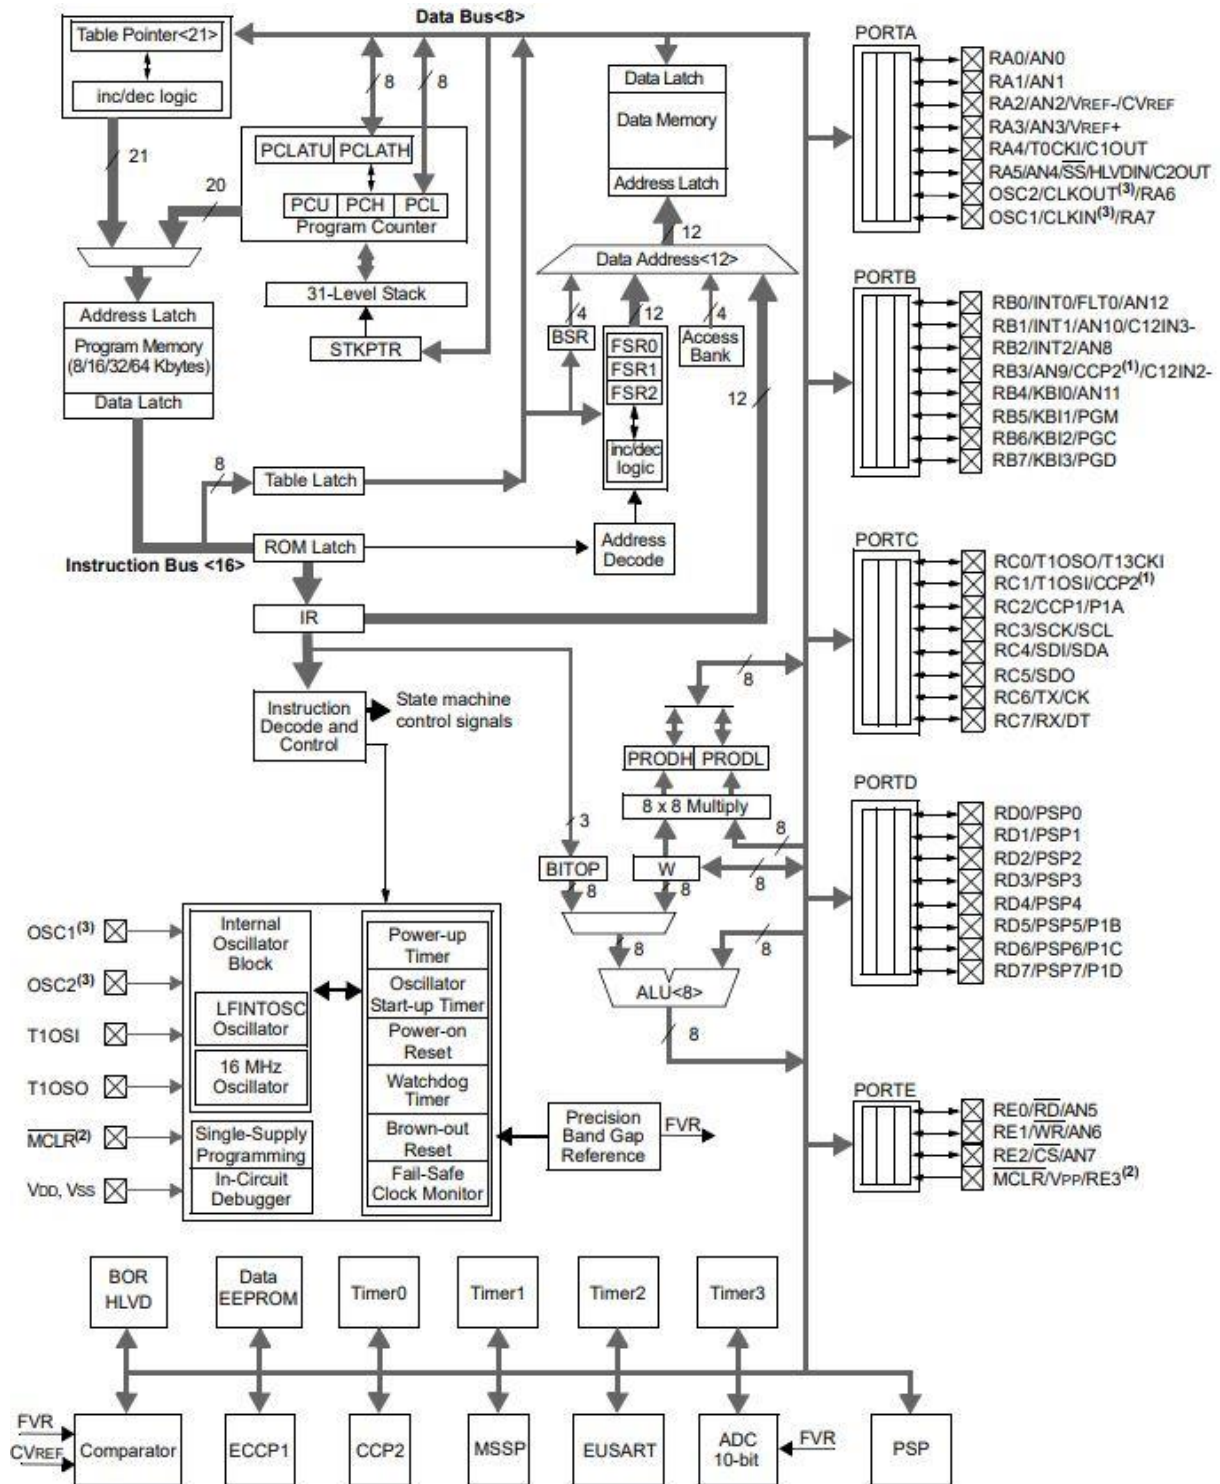 Data Bus<8>
Table Pointer<21>
inc/dec logic
21
20
8
8
PCLATU PCLATH
PCU PCH PCL
Program Counter
31-Level Stack
STKPTR
Address Latch
Program Memory
(8/16/32/64 Kbytes)
Data Latch
8
Table Latch
ROM Latch
Instruction Bus <16>
IR
Instruction
Decode and
Control
State machine
control signals
Data Latch
Data Memory
Address Latch
12
Data Address<12>
4
12
4
BSR
FSR0
FSR1
FSR2
inc/dec
logic
Access
Bank
12
Address
Decode
8
PRODH PRODL
8 x 8 Multiply
3
8
BITOP
W
8
8
8
8
8
ALU<8>
8
PORTA
RA0/AN0
RA1/AN1
RA2/AN2/VREF-/CVREF
RA3/AN3/VREF+
RA4/T0CKI/C1OUT
RA5/AN4/SS/HLVDIN/C2OUT
OSC2/CLKOUT(3)/RA6
OSC1/CLKIN(3)/RA7
PORTB
RB0/INT0/FLT0/AN12
RB1/INT1/AN10/C12IN3-
RB2/INT2/AN8
RB3/AN9/CCP2(1)/C12IN2-
RB4/KBI0/AN11
RB5/KBI1/PGM
RB6/KBI2/PGC
RB7/KBI3/PGD
PORTC
RC0/T1OSO/T13CKI
RC1/T1OSI/CCP2(1)
RC2/CCP1/P1A
RC3/SCK/SCL
RC4/SDI/SDA
RC5/SDO
RC6/TX/CK
RC7/RX/DT
PORTD
RD0/PSP0
RD1/PSP1
RD2/PSP2
RD3/PSP3
RD4/PSP4
RD5/PSP5/P1B
RD6/PSP6/P1C
RD7/PSP7/P1D
PORTE
RE0/RD/AN5
RE1/WR/AN6
RE2/CS/AN7
MCLR/VPP/RE3(2)
OSC1(3)
OSC2(3)
T1OSI
T1OSO
MCLR(2)
VDD, VSS
Internal
Oscillator
Block
LFINTOSC
Oscillator
16 MHz
Oscillator
Single-Supply
Programming
In-Circuit
Debugger
Power-up
Timer
Oscillator
Start-up Timer
Power-on
Reset
Watchdog
Timer
Brown-out
Reset
Fail-Safe
Clock Monitor
Precision
Band Gap
Reference
FVR
BOR
HLVD
Data
EEPROM
Timer0
Timer1
Timer2
Timer3
FVR
CVREF
Comparator
ECCP1
CCP2
MSSP
EUSART
ADC
10-bit
FVR
PSP